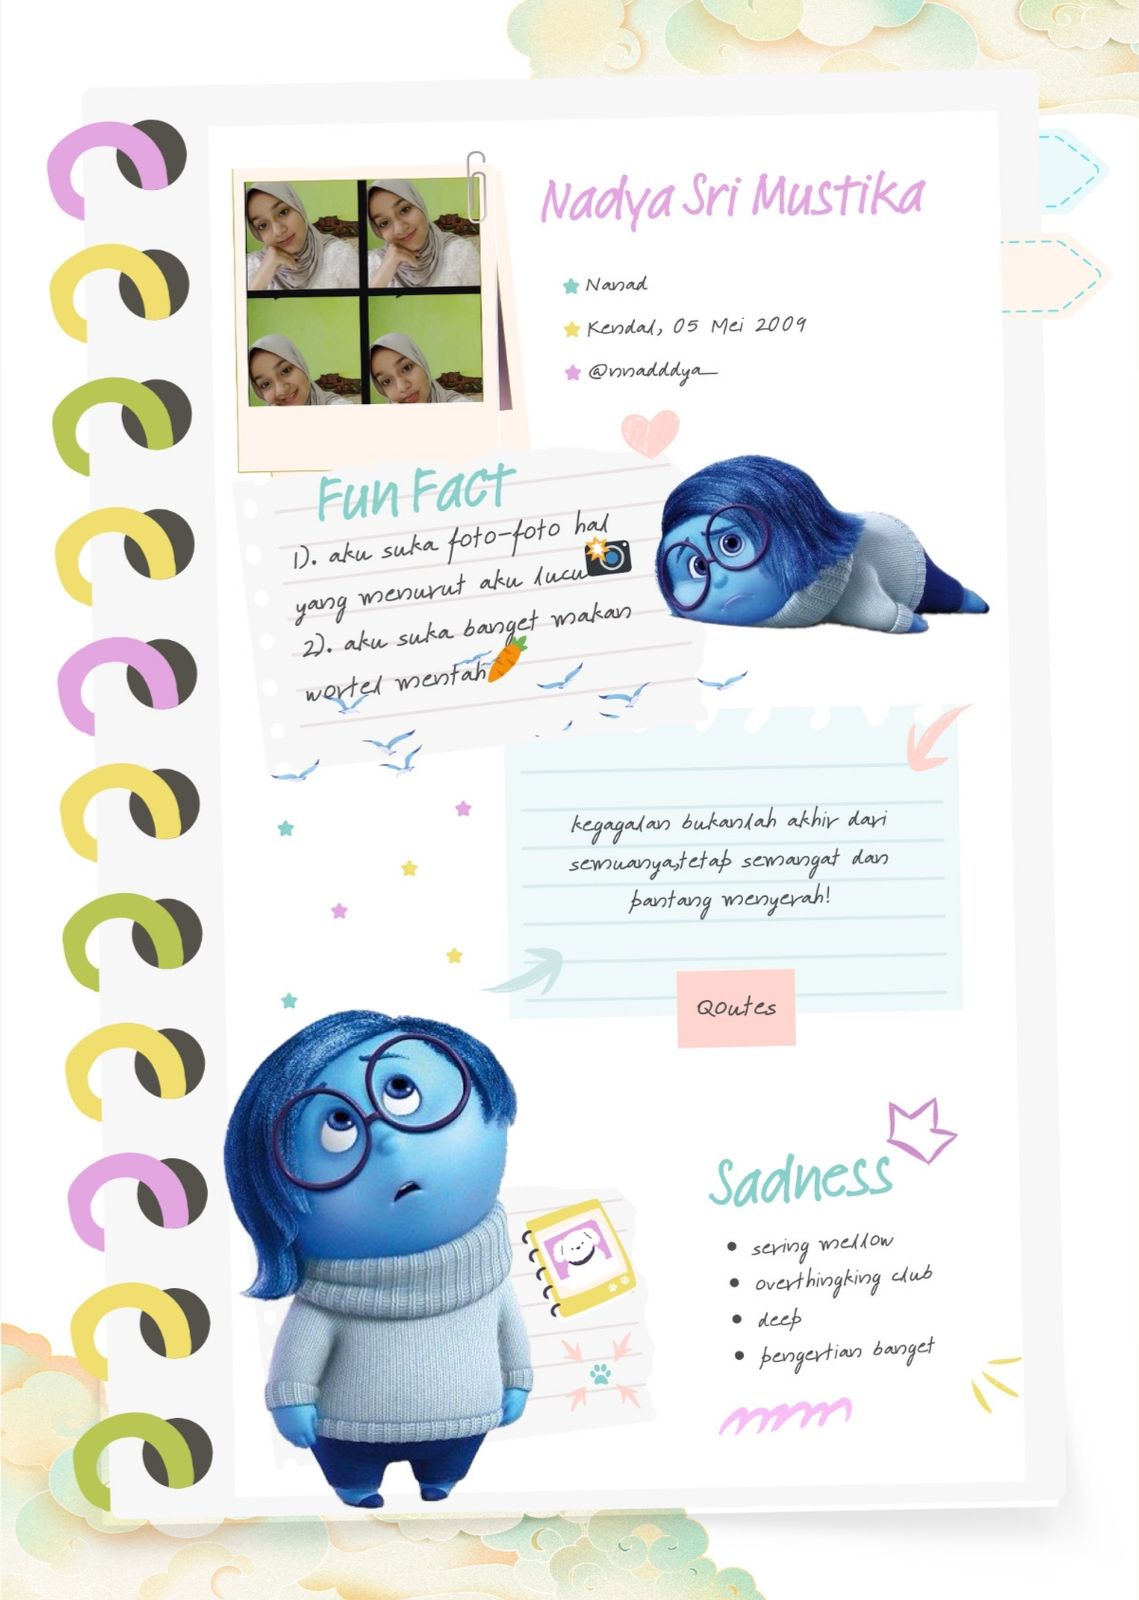 Nadya Sri Mustika
Nanad
Kendal, 05 Mei 2009
@nnadddya_
Fun Fact
1). aku suka foto-foto hal
yang menurut aku lucu
2). aku suka banget makan
wortel mentah
kegagalan bukanlah akhir dari
semuanya,tetap semangat dan
pantang menyerah!
Qoutes
Sadness
sering mellow
overthingking club
deep
pengertian banget